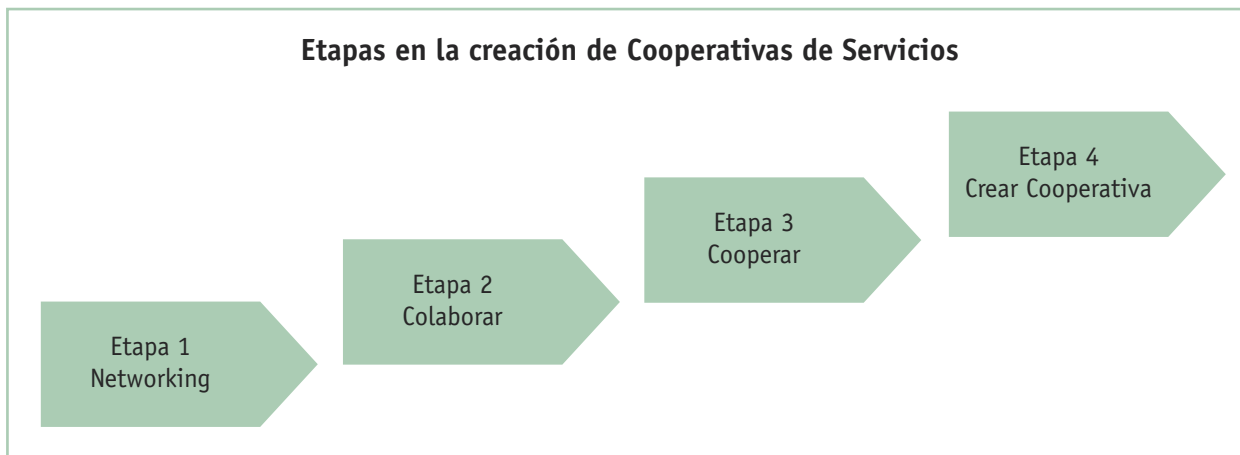 Etapas en la creación de Cooperativas de Servicios
Etapa 1
Networking
Etapa 2
Colaborar
Etapa 3
Cooperar
Etapa 4
Crear Cooperativa